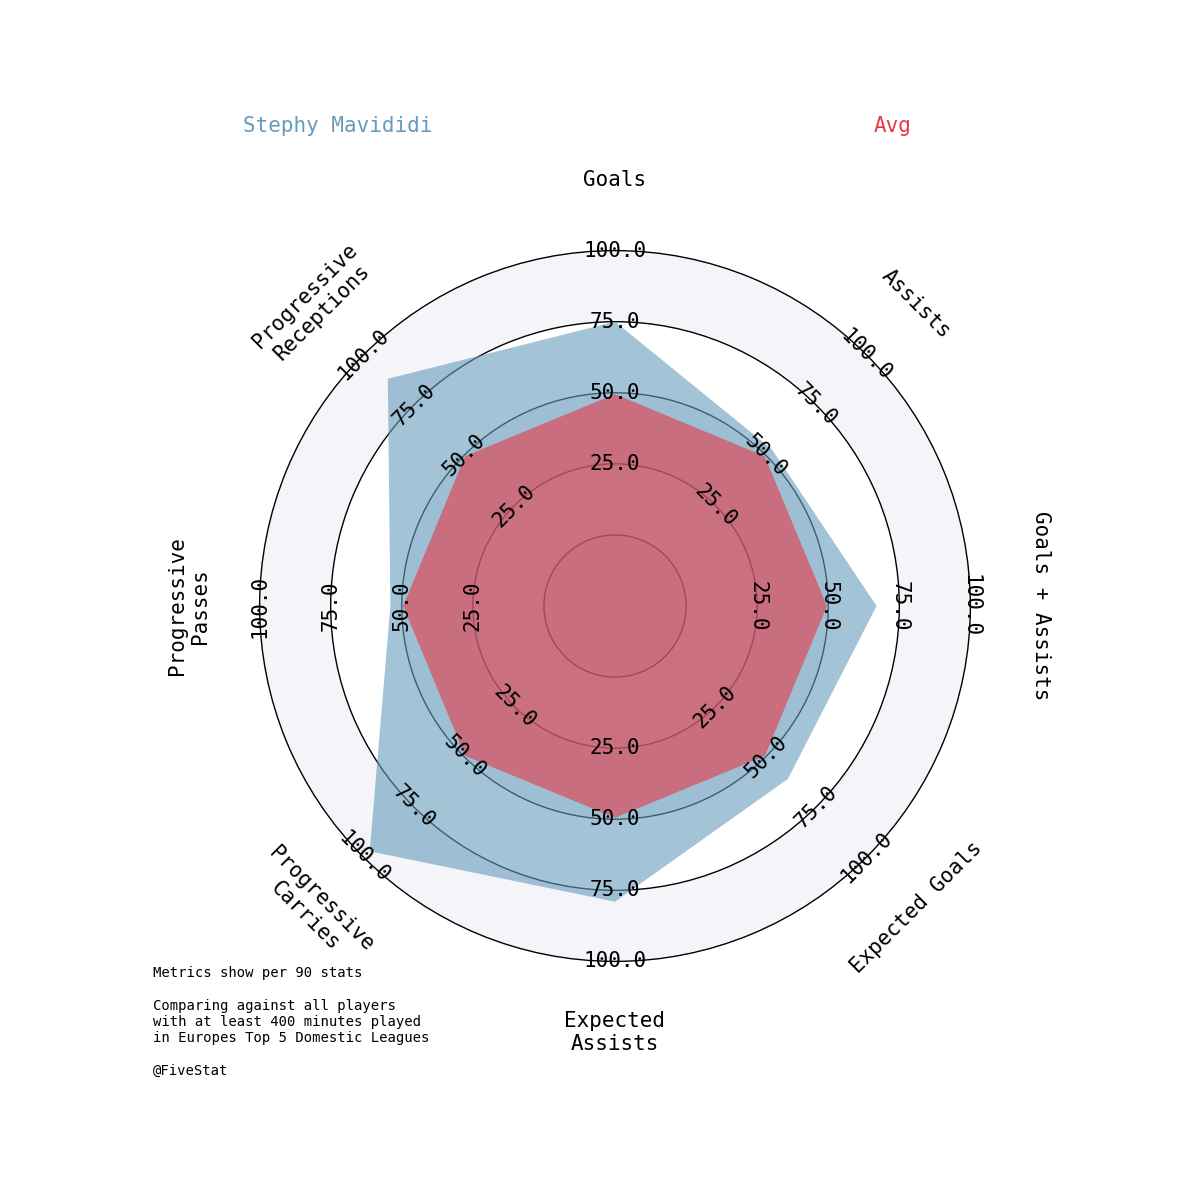 Stephy Mavididi
Avg
Goals
Assists
Goals + Assists
Expected Goals
Expected
Assists
Progressive
Carries
Progressive
Passes
Progressive
Receptions
25.0
50.0
75.0
100.0
25.0
50.0
75.0
100.0
25.0
50.0
75.0
100.0
25.0
50.0
75.0
100.0
25.0
50.0
75.0
100.0
25.0
50.0
75.0
100.0
25.0
50.0
75.0
100.0
25.0
50.0
75.0
100.0
Metrics show per 90 stats
Comparing against all players
with at least 400 minutes played
in Europes Top 5 Domestic Leagues
@FiveStat